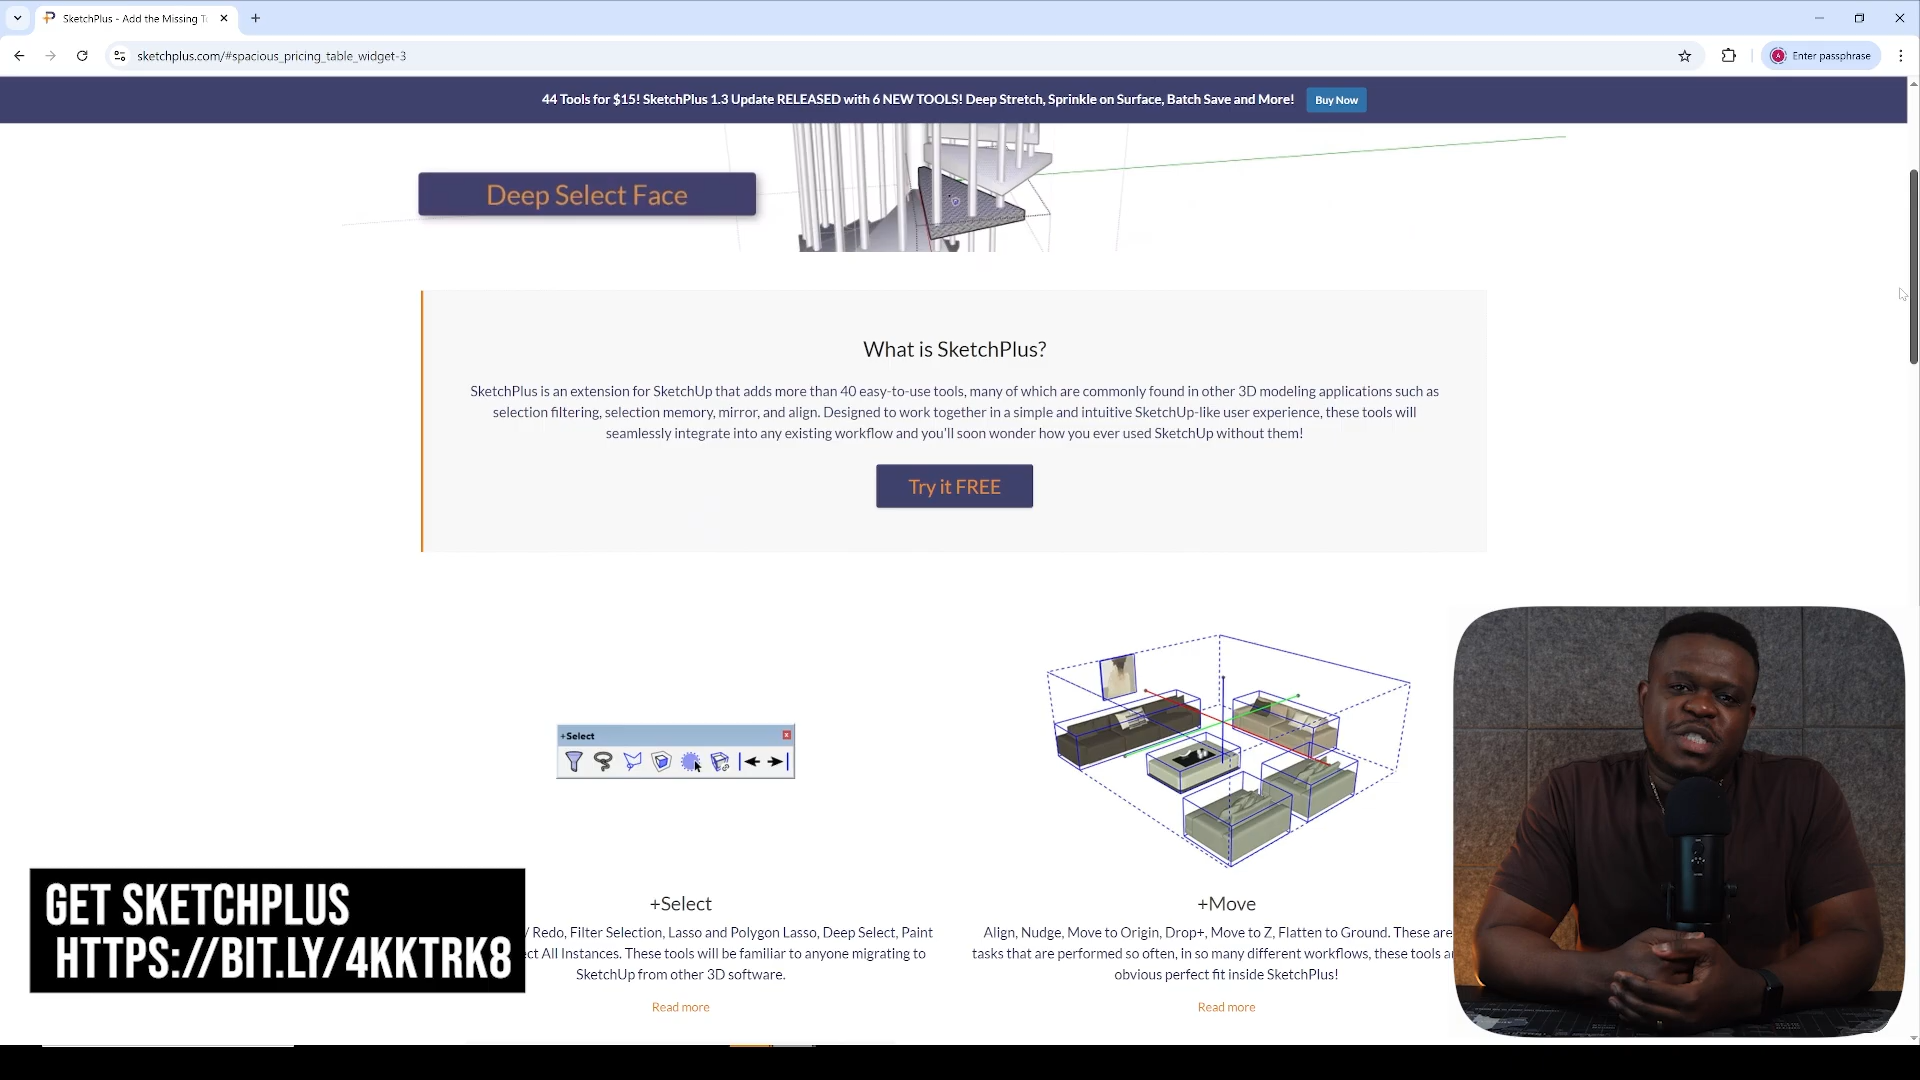 SketchPlus - Add the Missing T
sketchplus.com/#spacious_pricing_table_widget-3
Enter passphrase
44 Tools for $15! SketchPlus 1.3 Update RELEASED with 6 NEW TOOLS! Deep Stretch, Sprinkle on Surface, Batch Save and More!
Buy Now
Deep Select Face
What is SketchPlus?
SketchPlus is an extension for SketchUp that adds more than 40 easy-to-use tools, many of which are commonly found in other 3D modeling applications such as
selection filtering, selection memory, mirror, and align. Designed to work together in a simple and intuitive SketchUp-like user experience, these tools will
seamlessly integrate into any existing workflow and you'll soon wonder how you ever used SketchUp without them!
Try it FREE
+Select
+Select
/ Redo, Filter Selection, Lasso and Polygon Lasso, Deep Select, Paint
ct All Instances. These tools will be familiar to anyone migrating to
SketchUp from other 3D software.
Read more
+Move
Align, Nudge, Move to Origin, Drop+, Move to Z, Flatten to Ground. These are
tasks that are performed so often, in so many different workflows, these tools
obvious perfect fit inside SketchPlus!
Read more
GET SKETCHPLUS
HTTPS://BIT.LY/4KKTRK8